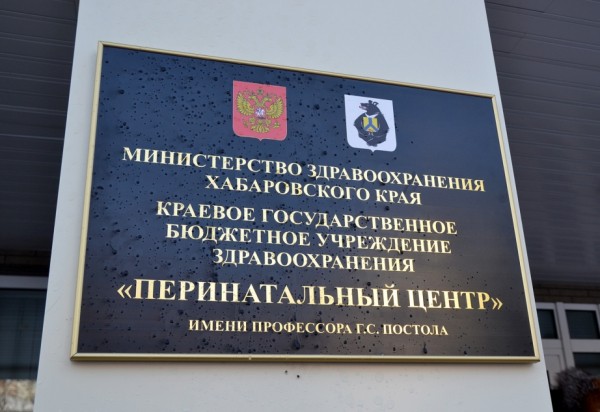 МИНИСТЕРСТВО ЗДРАВООХРАНЕНИЯ
ХАБАРОВСКОГО КРАЯ
КРАЕВОЕ ГОСУДАРСТВЕННОЕ
БЮДЖЕТНОЕ УЧРЕЖДЕНИЕ
ЗДРАВООХРАНЕНИЯ
«ПЕРИНАТАЛЬНЫЙ ЦЕНТР»
ИМЕНИ ПРОФЕССОРА Г.С. ПОСТОЛА